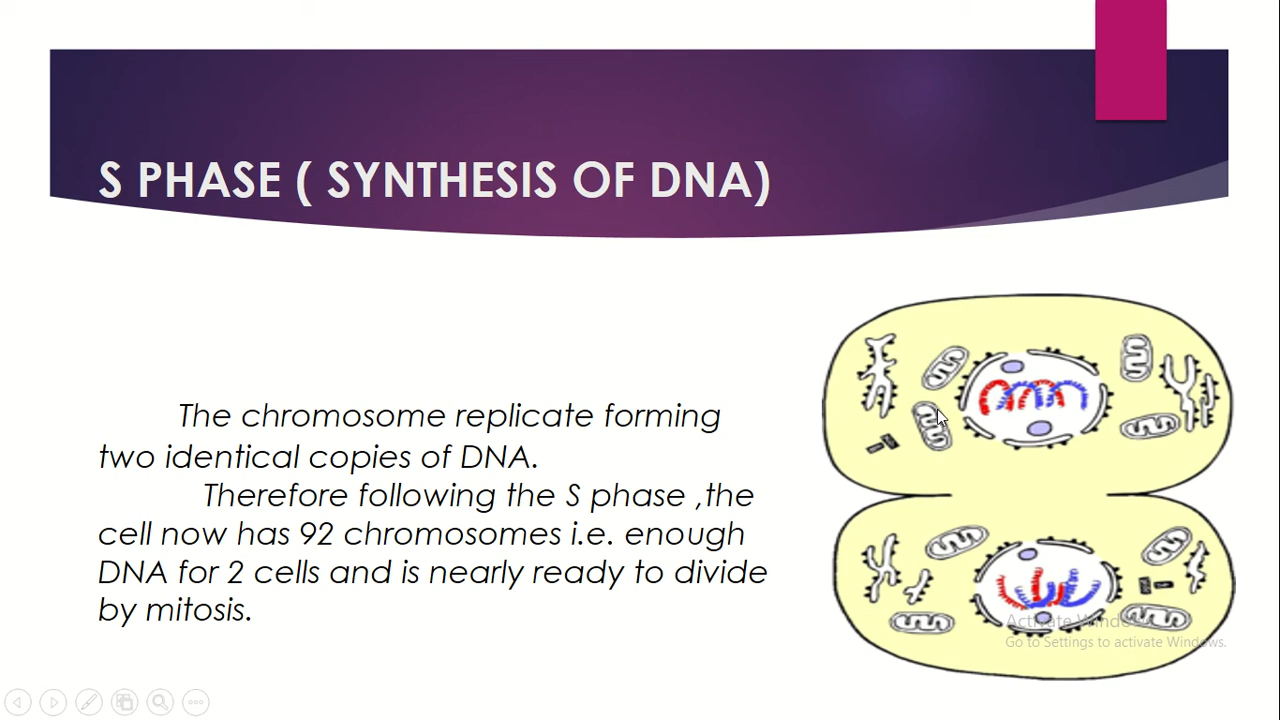 S PHASE ( SYNTHESIS OF DNA)
The chromosome replicate forming
two identical copies of DNA.
Therefore following the S phase ,the
cell now has 92 chromosomes i.e. enough
DNA for 2 cells and is nearly ready to divide
by mitosis.
Activate Windows
Go to Settings to activate Windows.